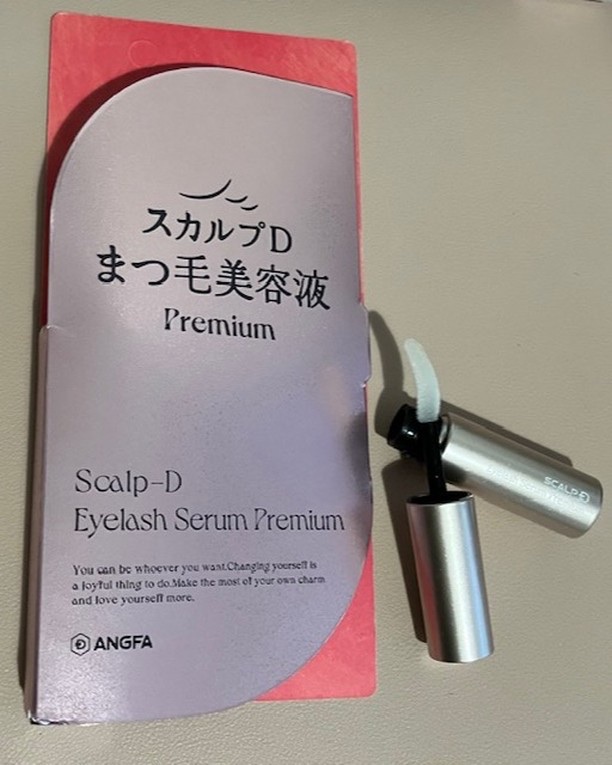 スカルプD
まつ毛美容液
Premium
Scalp-D
Eyelash Serum Premium
You can be whoever you want.Changing yourself is
a joyful thing to do.Make the most of your own charm
and love yourself more.
ANGFA
SCALP-D